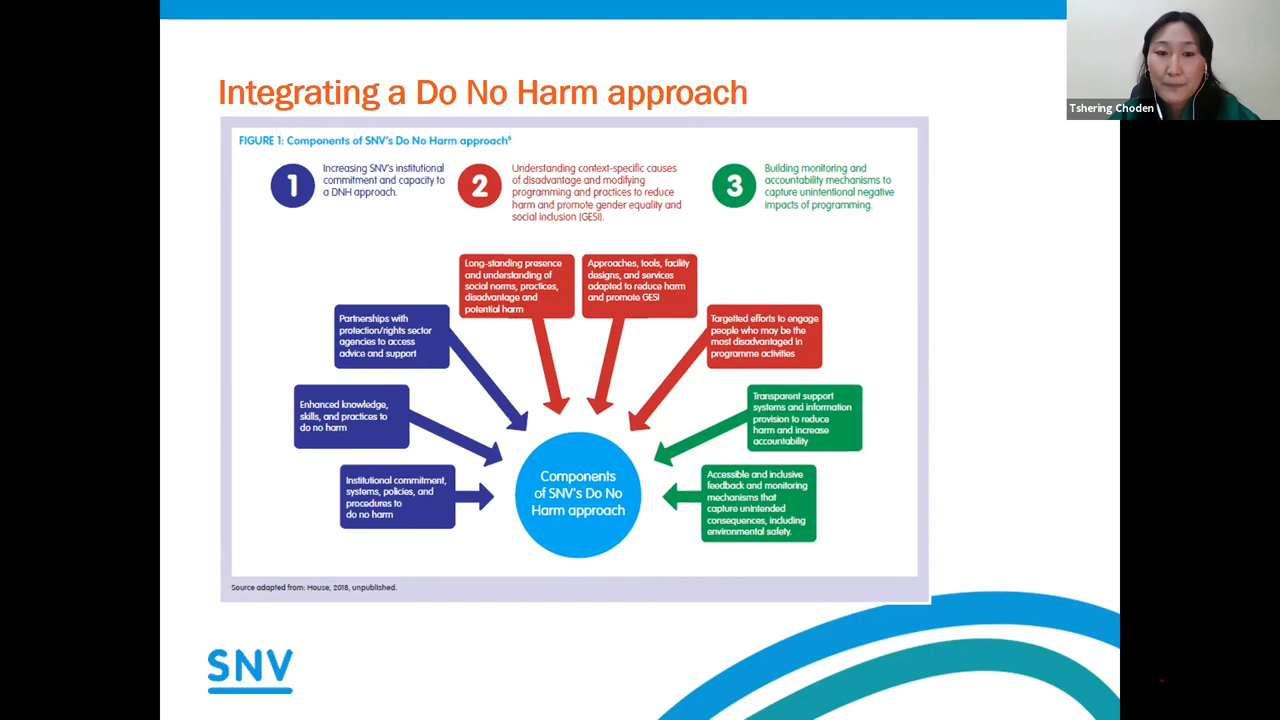 Tshering Choden
Integrating a Do No Harm approach
FIGURE 1: Components of SNV's Do No Harm approach⁶
1
Increasing SNV's institutional
commitment and capacity to
a DNH approach.
2
Understanding context-specific causes
of disadvantage and modifying
programming and practices to reduce
harm and promote gender equality and
social inclusion (GESI).
3
Building monitoring and
accountability mechanisms to
capture unintentional negative
impacts of programming.
Long-standing presence
and understanding of
social norms, practices,
disadvantage and
potential harm
Approaches, tools, facility
designs, and services
adapted to reduce harm
and promote GESI
Partnerships with
protection/rights sector
agencies to access
advice and support
Targetted efforts to engage
people who may be the
most disadvantaged in
programme activities
Enhanced knowledge,
skills, and practices to
do no harm
Transparent support
systems and information
provision to reduce
harm and increase
accountability
Institutional commitment,
systems, policies, and
procedures to
do no harm
Components
of SNV's Do No
Harm approach
Accessible and inclusive
feedback and monitoring
mechanisms that
capture unintended
consequences, including
environmental safety.
Source adapted from: House, 2018, unpublished.
SNV